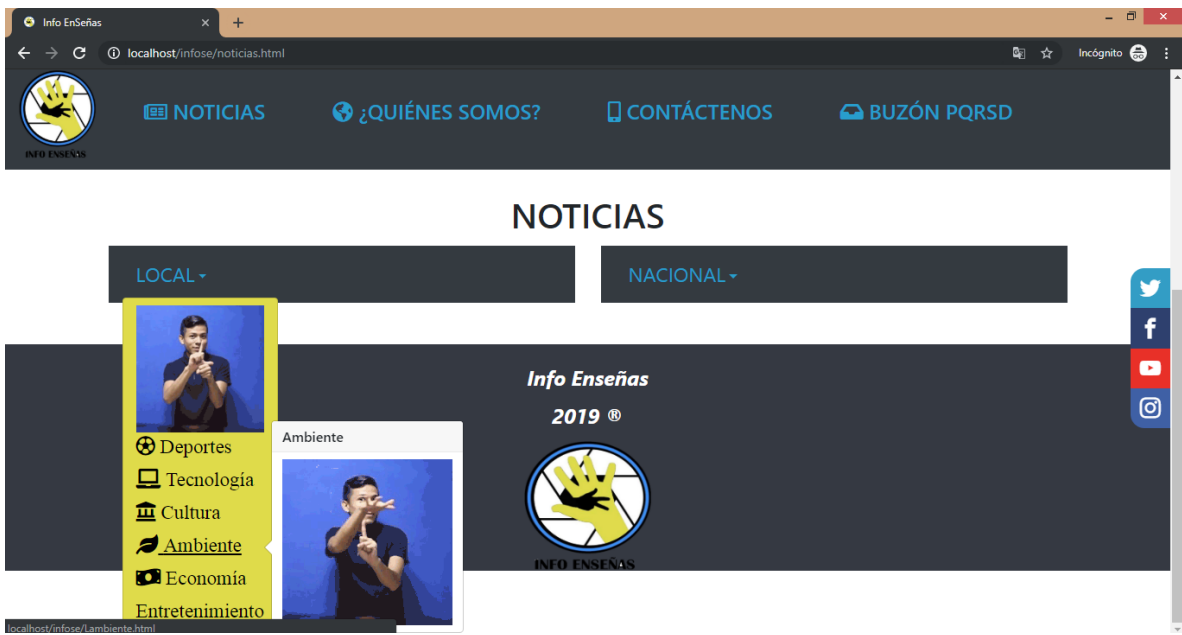 Info EnSeñas
localhost/infose/noticias.html
Incógnito
INFO ENSEÑAS
NOTICIAS
¿QUIÉNES SOMOS?
CONTÁCTENOS
BUZÓN PQRSD
NOTICIAS
LOCAL
NACIONAL
Deportes
Tecnología
Cultura
Ambiente
Economía
Entretenimiento
Ambiente
Info Enseñas
2019 ®
INFO ENSEÑAS
localhost/infose/Lambiente.html